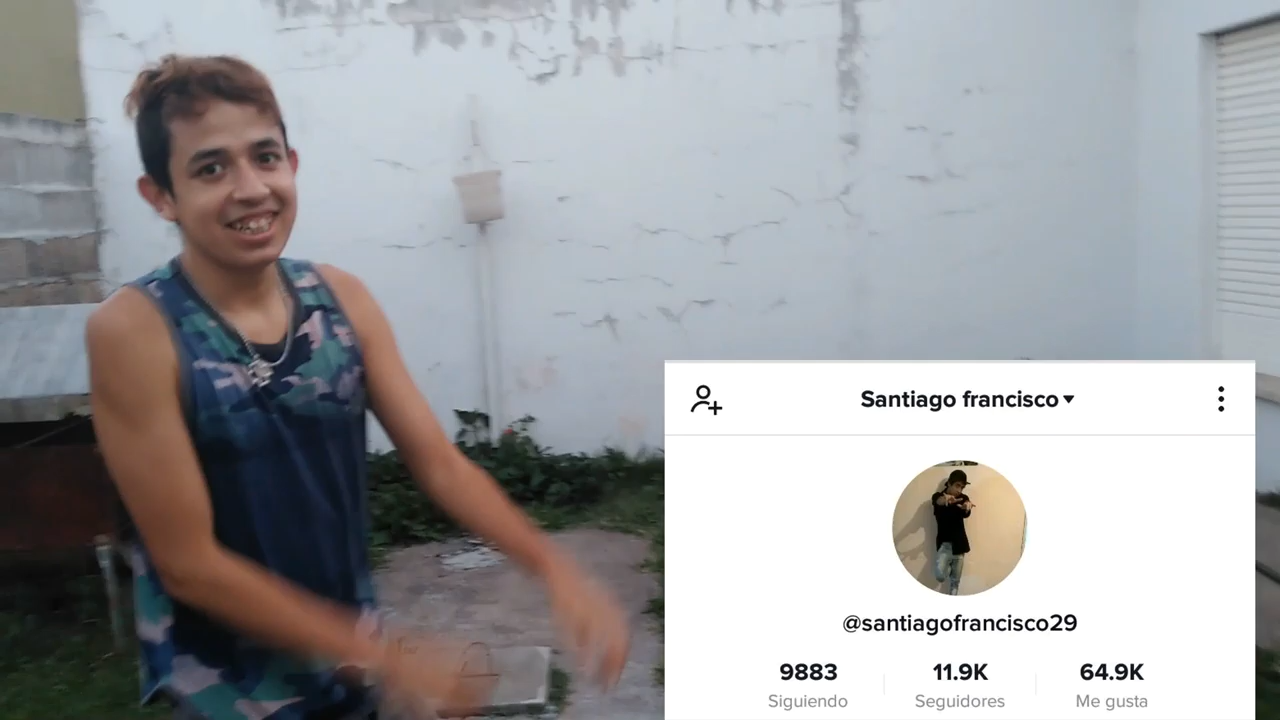 Santiago francisco
@santiagofrancisco29
9883 11.9K 64.9K
Siguiendo Seguidores Me gusta